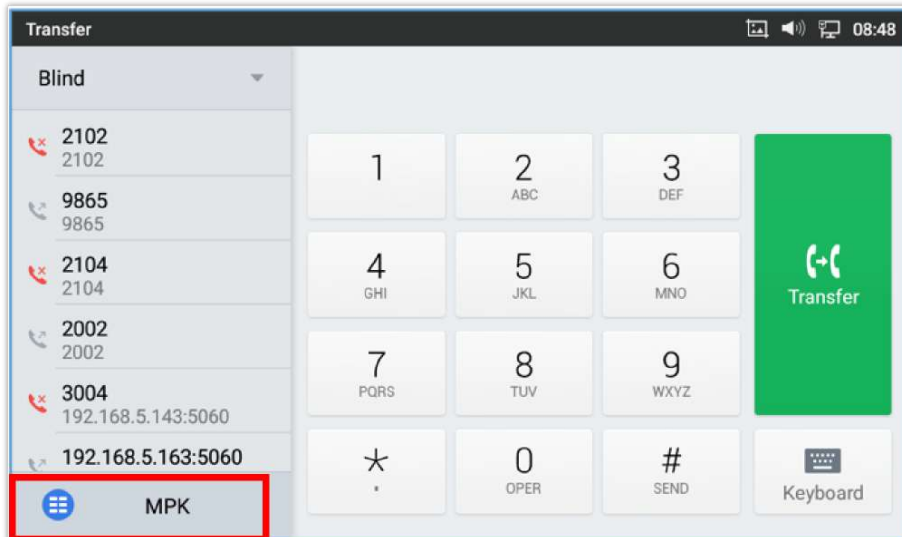 Transfer
08:48
Blind
2102
2102
9865
9865
2104
2104
2002
2002
3004
192.168.5.143:5060
192.168.5.163:5060
MPK
1
2
ABC
3
DEF
4
GHI
5
JKL
6
MNO
7
PQRS
8
TUV
9
WXYZ
*
.
0
OPER
#
SEND
Transfer
Keyboard